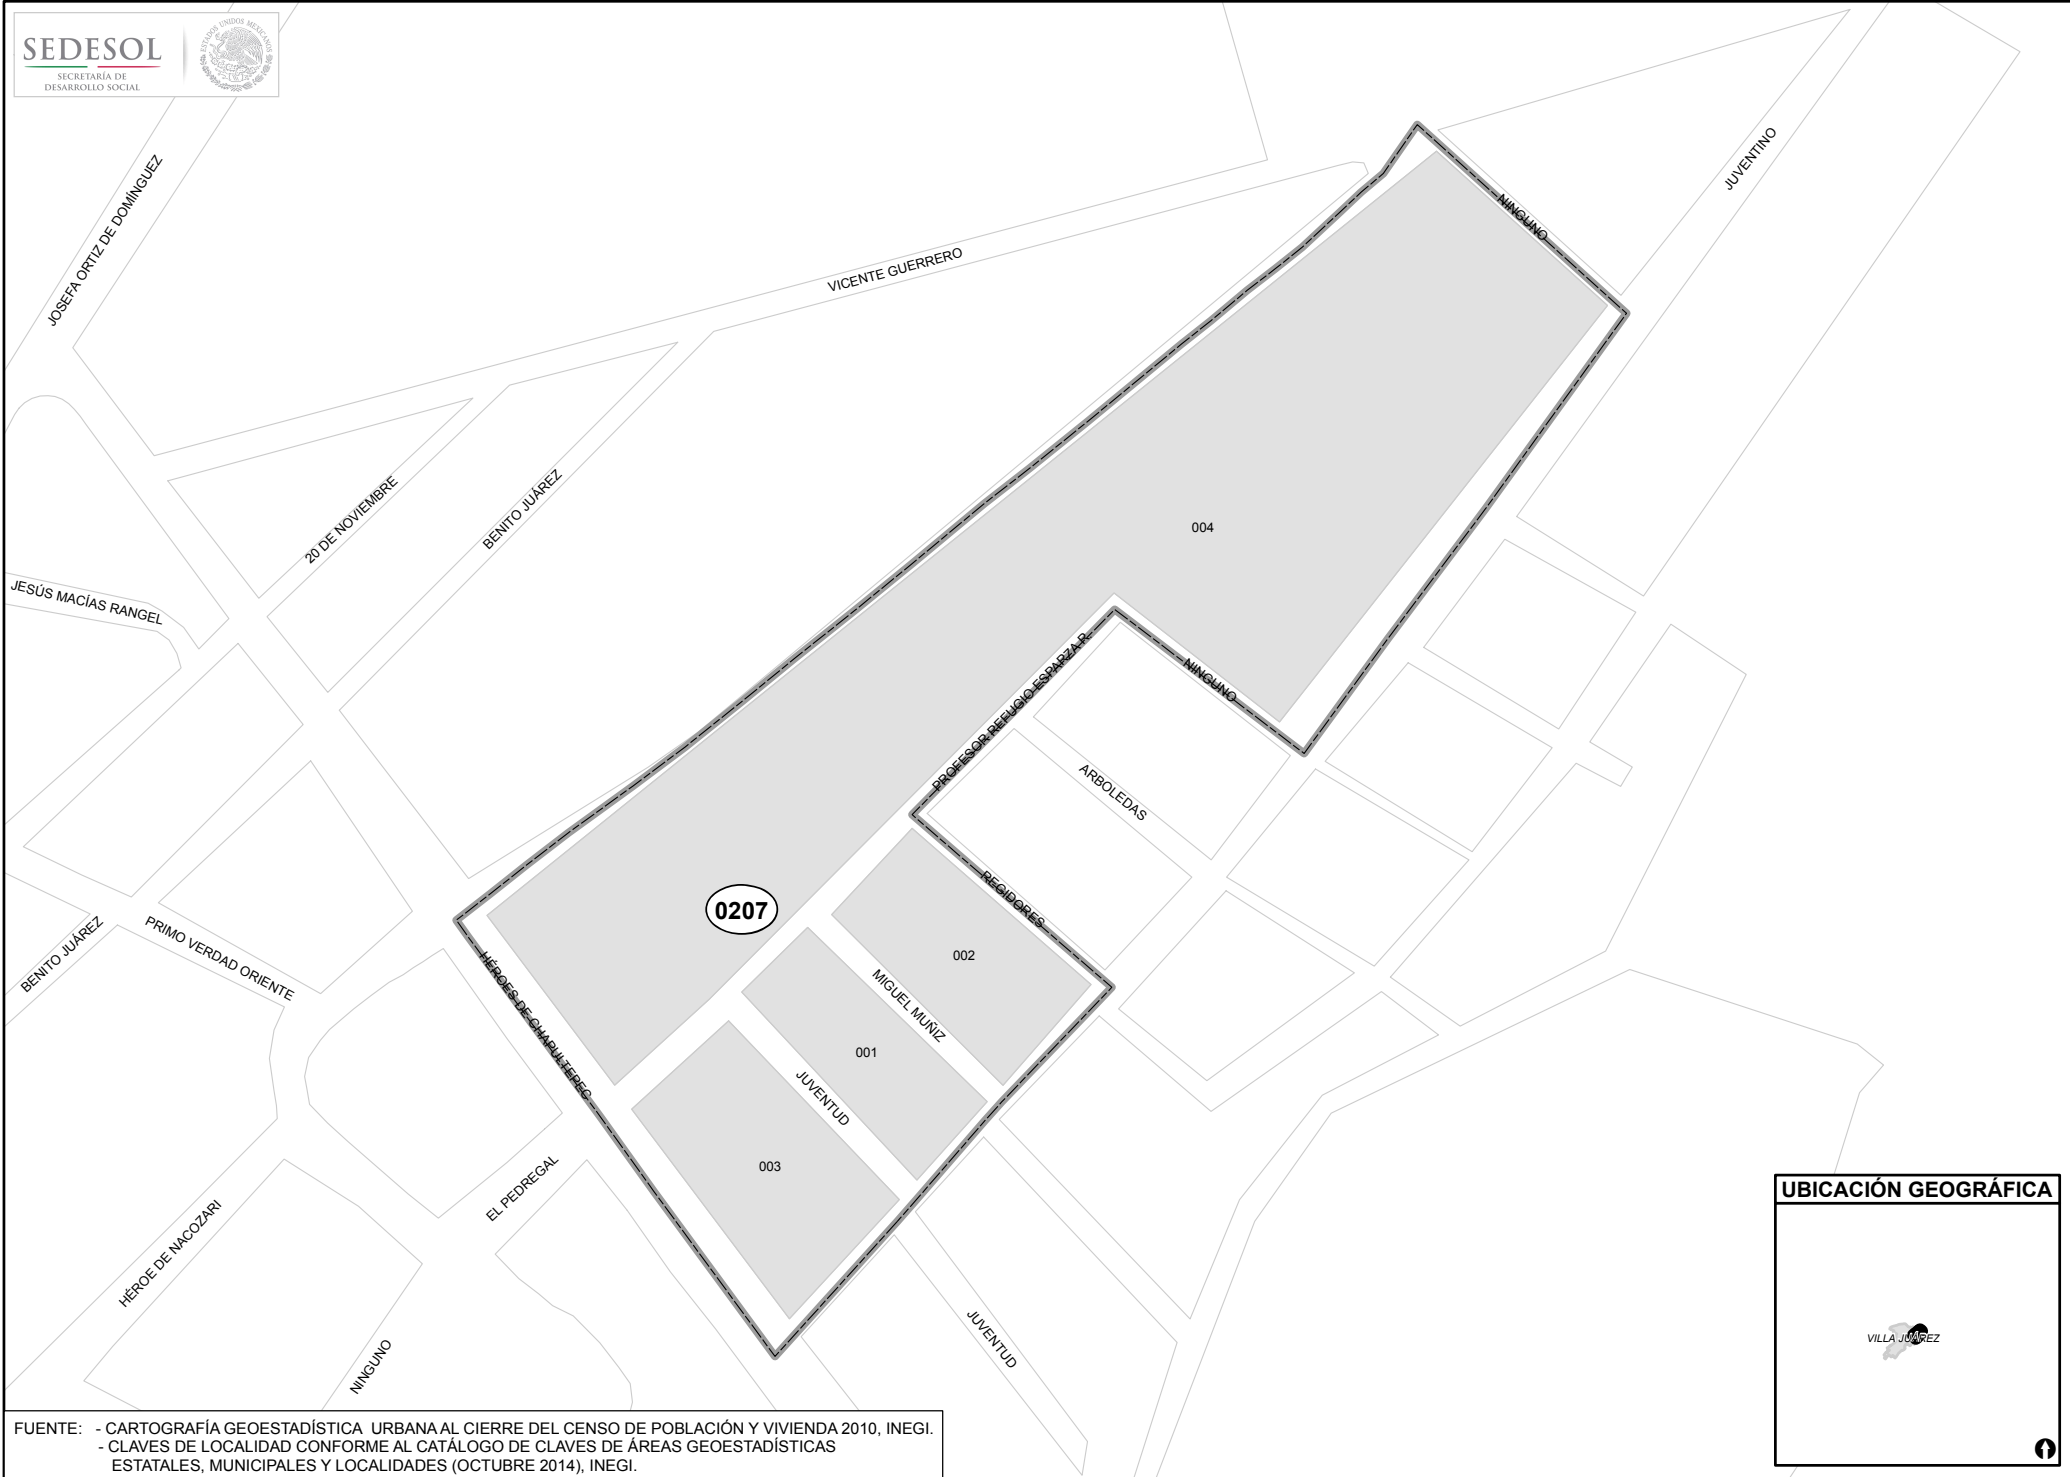 SEDESOL
SECRETARÍA DE
DESARROLLO SOCIAL
ESTADOS UNIDOS MEXICANOS
JOSEFA ORTIZ DE DOMÍNGUEZ
JUVENTINO
NINGUNO
VICENTE GUERRERO
20 DE NOVIEMBRE
BENITO JUÁREZ
004
JESÚS MACÍAS RANGEL
PROFESOR REFUGIO ESPARZA R.
NINGUNO
ARBOLEDAS
REGIDORES
0207
BENITO JUÁREZ
PRIMO VERDAD ORIENTE
002
HÉROES DE CHAPULTEPEC
MIGUEL MUÑIZ
001
JUVENTUD
003
EL PEDREGAL
HÉROE DE NACOZARI
NINGUNO
JUVENTUD
UBICACIÓN GEOGRÁFICA
VILLA JUÁREZ
FUENTE: - CARTOGRAFÍA GEOESTADÍSTICA URBANA AL CIERRE DEL CENSO DE POBLACIÓN Y VIVIENDA 2010, INEGI.
- CLAVES DE LOCALIDAD CONFORME AL CATÁLOGO DE CLAVES DE ÁREAS GEOESTADÍSTICAS
ESTATALES, MUNICIPALES Y LOCALIDADES (OCTUBRE 2014), INEGI.